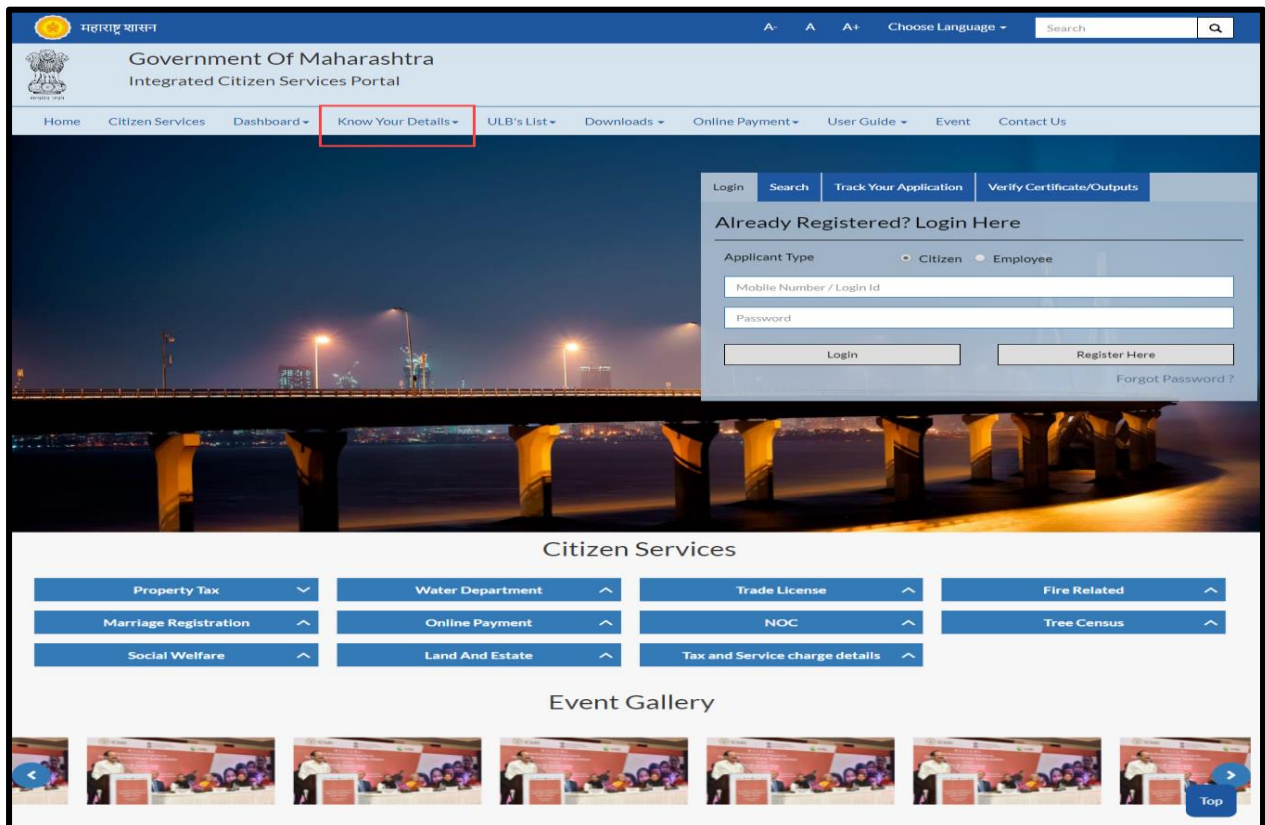 महाराष्ट्र शासन A- A A+ Choose Language Search
Government Of Maharashtra
Integrated Citizen Services Portal
Home Citizen Services Dashboard Know Your Details ULB's List Downloads Online Payment User Guide Event Contact Us
Login Search Track Your Application Verify Certificate/Outputs
Already Registered? Login Here
Applicant Type Citizen Employee
Mobile Number / Login Id
Password
Login Register Here
Forgot Password ?
Citizen Services
Property Tax Water Department Trade License Fire Related
Marriage Registration Online Payment NOC Tree Census
Social Welfare Land And Estate Tax and Service charge details
Event Gallery
Top